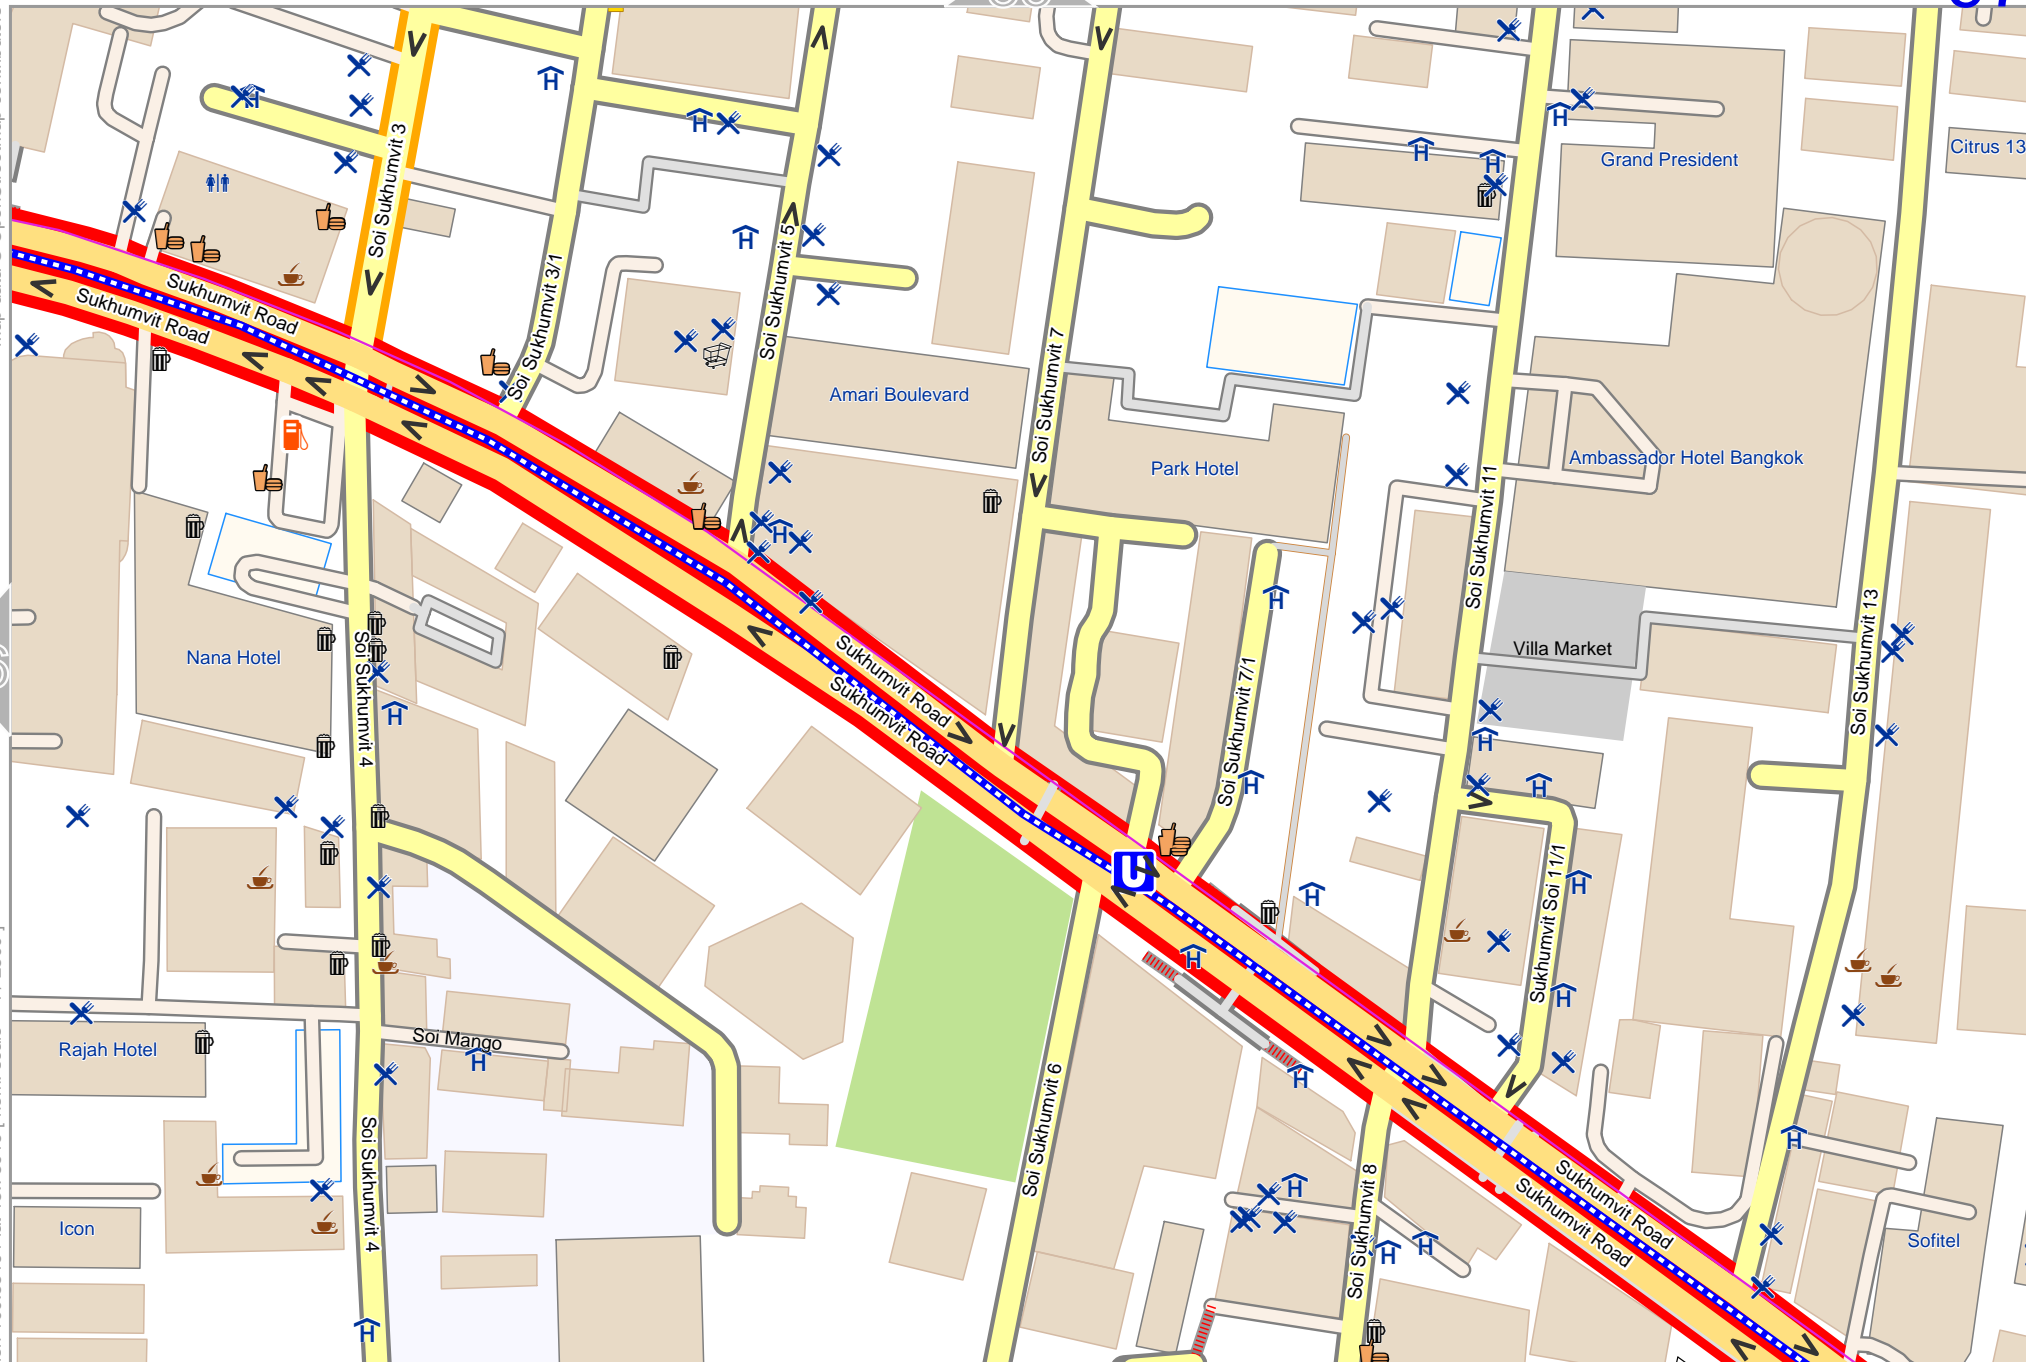 Soi Sukhumvit 3
Grand President
Citrus 13
Sukhumvit Road
Sukhumvit Road
Soi Sukhumvit 3/1
Soi Sukhumvit 5
Soi Sukhumvit 7
Amari Boulevard
Park Hotel
Ambassador Hotel Bangkok
Soi Sukhumvit 11
Villa Market
Soi Sukhumvit 13
Nana Hotel
Soi Sukhumvit 4
Sukhumvit Road
Sukhumvit Road
Soi Sukhumvit 7/1
U
Sukhumvit Soi 11/1
Rajah Hotel
Soi Mango
Soi Sukhumvit 6
Soi Sukhumvit 4
Soi Sukhumvit 8
Sukhumvit Road
Sukhumvit Road
Icon
Sofitel